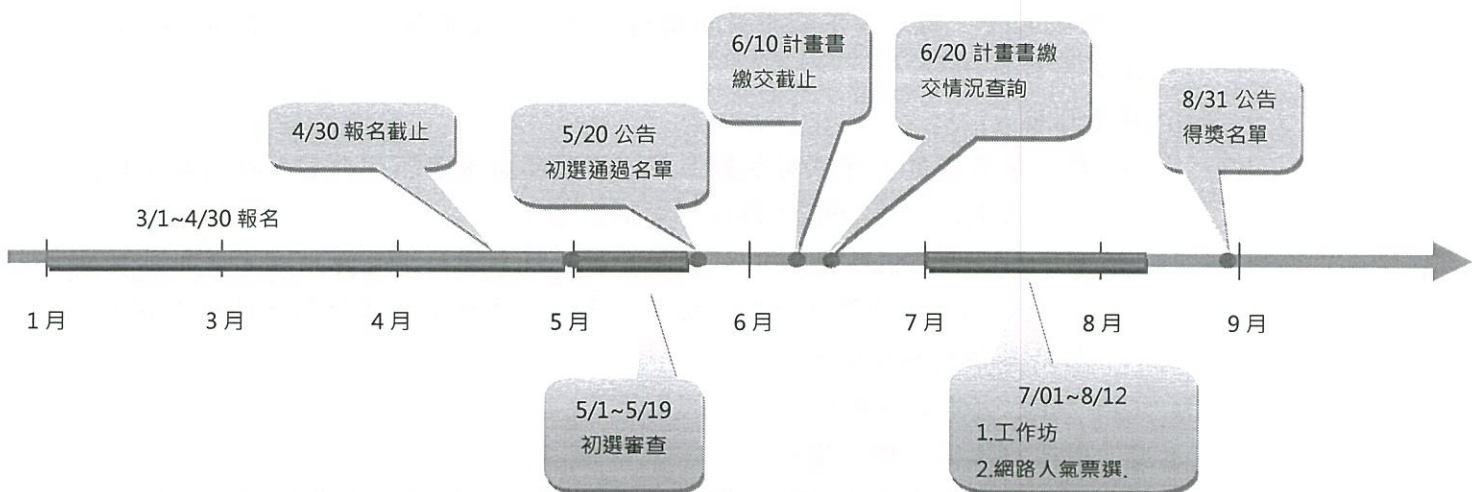 6/10 計畫書
繳交截止
6/20 計畫書繳
交情況查詢
8/31 公告
得獎名單
4/30 報名截止
5/20 公告
初選通過名單
3/1~4/30 報名
1月
3月
4月
5月
6月
7月
8月
9月
5/1~5/19
初選審查
7/01~8/12
1.工作坊
2.網路人氣票選.